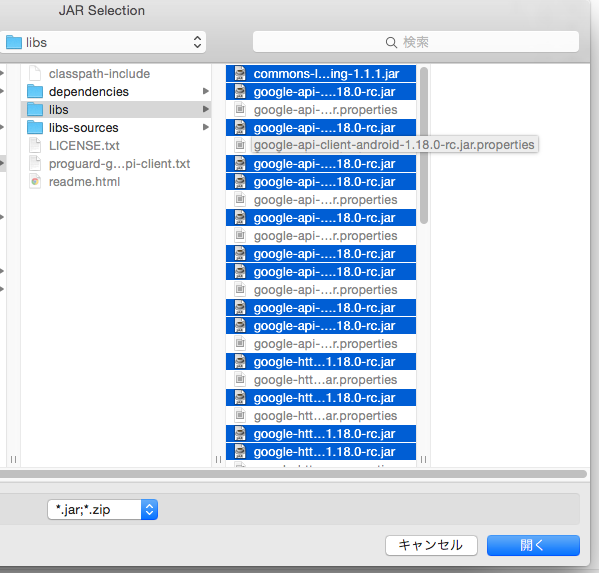 JAR Selection
libs
検索
classpath-include
dependencies
libs
libs-sources
LICENSE.txt
proguard-g…pi-client.txt
readme.html
commons-l…ing-1.1.1.jar
google-api-….18.0-rc.jar
google-api-…r.properties
google-api-….18.0-rc.jar
google-api-client-android-1.18.0-rc.jar.properties
google-api-….18.0-rc.jar
google-api-….18.0-rc.jar
google-api-…r.properties
google-api-….18.0-rc.jar
google-api-…r.properties
google-api-….18.0-rc.jar
google-api-….18.0-rc.jar
google-api-…r.properties
google-api-….18.0-rc.jar
google-api-….18.0-rc.jar
google-api-…r.properties
google-htt…1.18.0-rc.jar
google-htt…ar.properties
google-htt…1.18.0-rc.jar
google-htt…ar.properties
google-htt…1.18.0-rc.jar
google-htt…1.18.0-rc.jar
*.jar;*.zip
キャンセル
開く